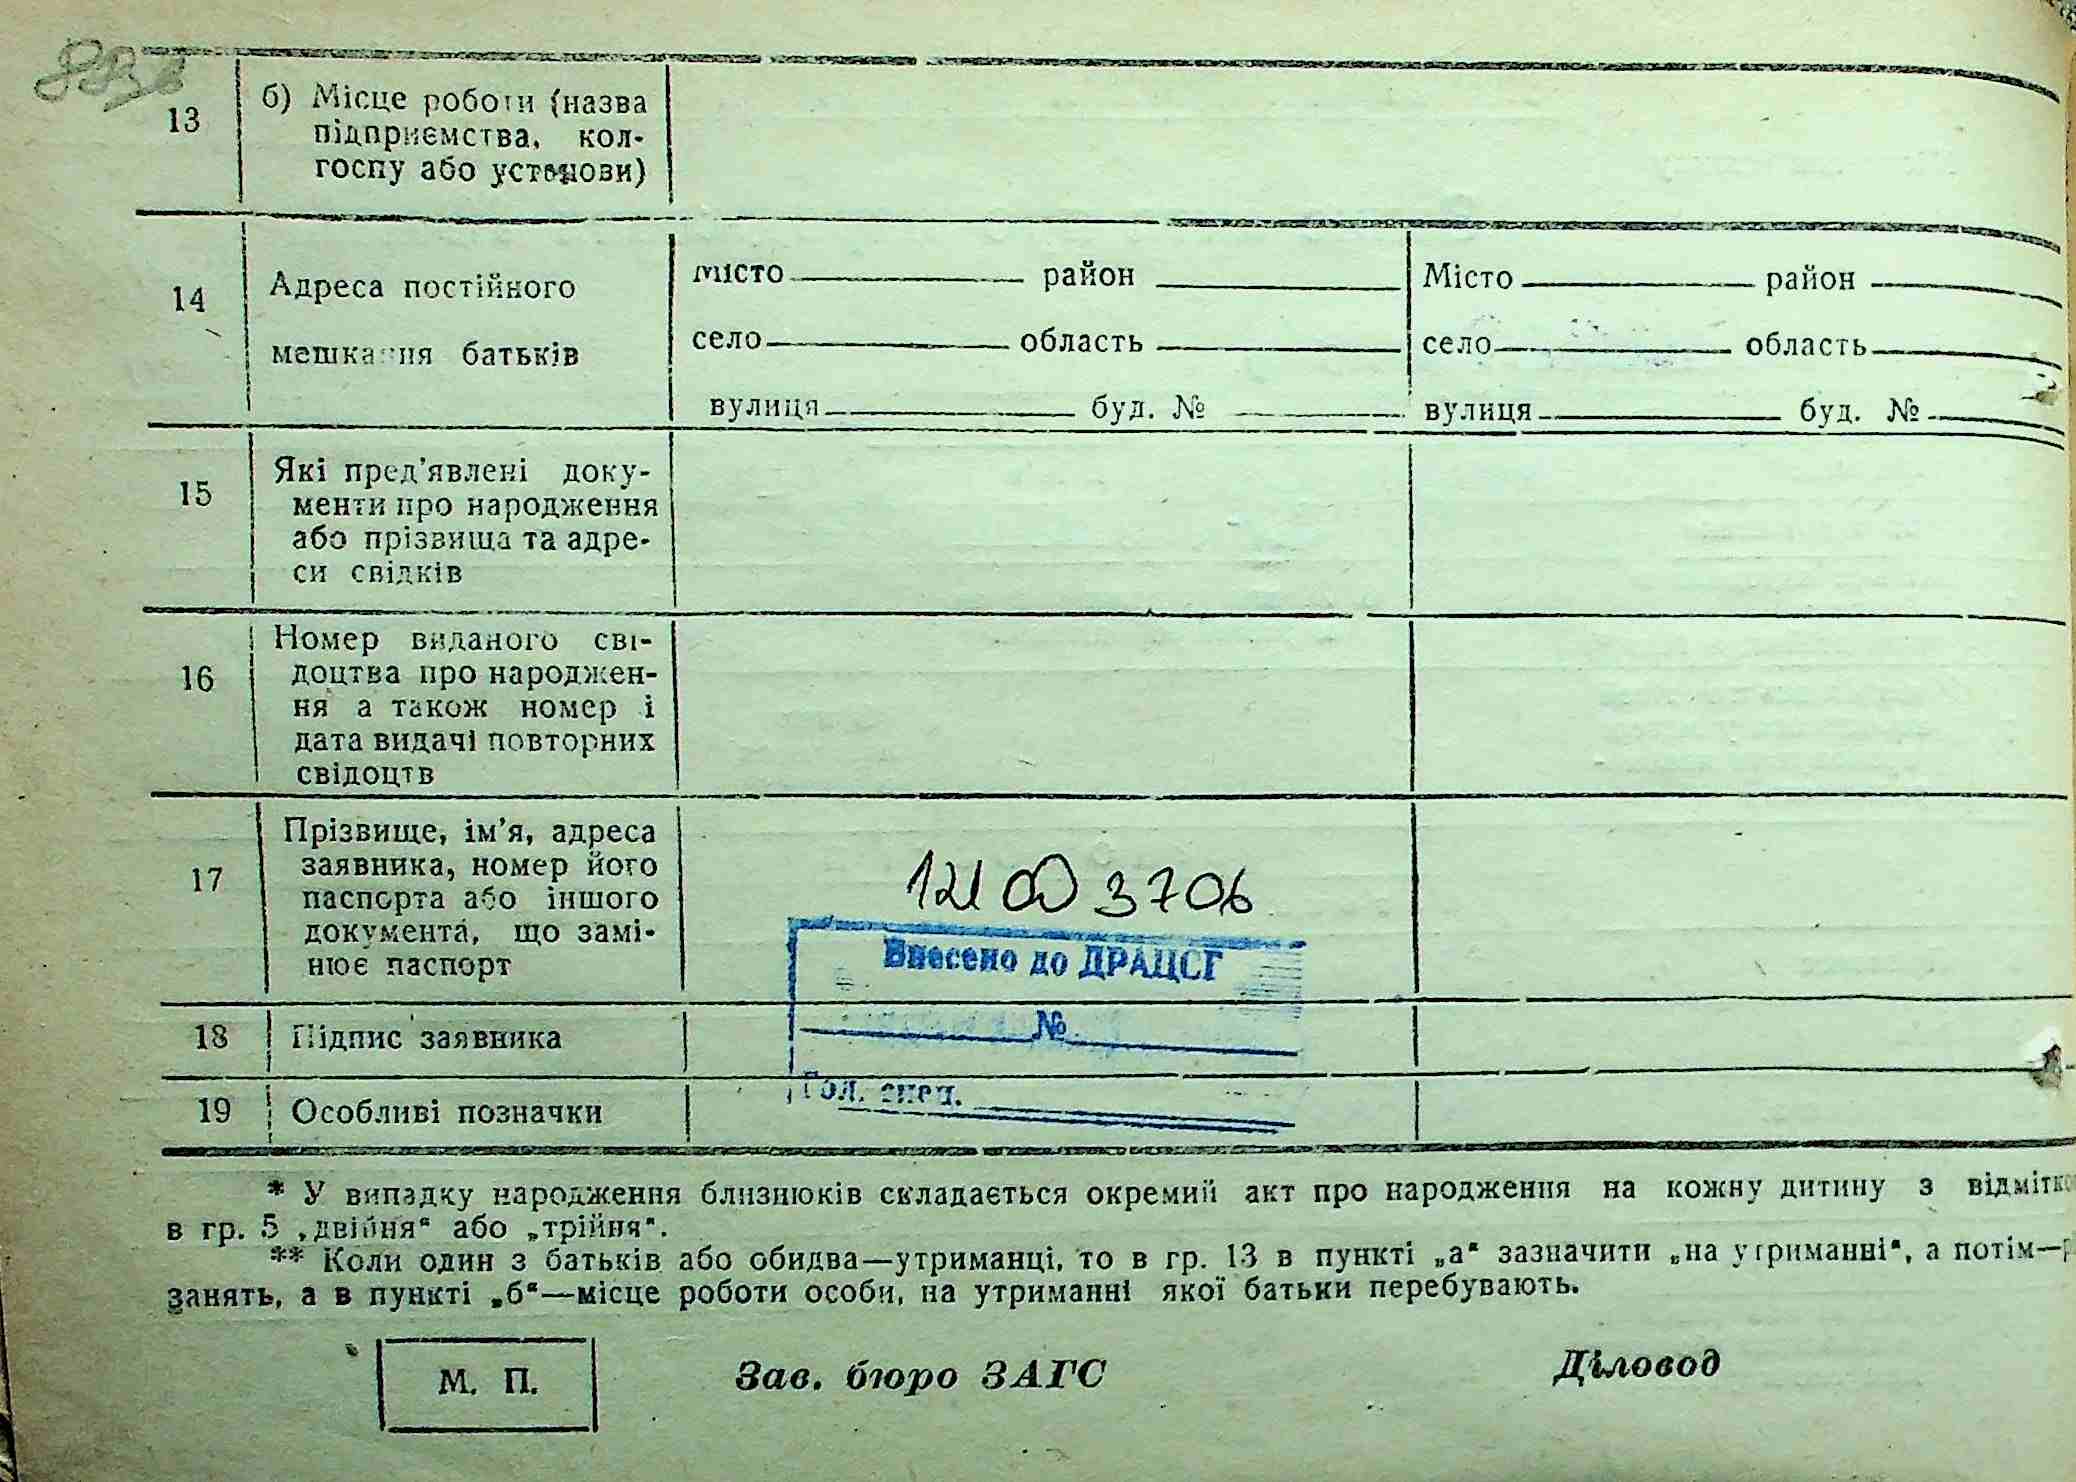 13
б) Місце роботи (назва
підприємства, кол-
госпу або установи)
14
Адреса постійного
мешкання батьків
Місто район
село область
вулиця буд. №
Місто район
село область
вулиця буд. №
15
Які пред'явлені доку-
менти про народження
або прізвища та адре-
си свідків
16
Номер виданого сві-
доцтва про народжен-
ня а також номер і
дата видачі повторних
свідоцтв
17
Прізвище, ім'я, адреса
заявника, номер його
паспорта або іншого
документа, що замі-
нює паспорт
3706
Внесено до ДРАЦСГ
№
Гол. спец.
18
Підпис заявника
19
Особливі позначки
* У випадку народження близнюків складається окремий акт про народження на кожну дитину з
в гр. 5 „двійня“ або „трійня“.
** Коли один з батьків або обидва—утриманці, то в гр. 13 в пункті „а“ зазначити „на утриманні“, а потім—
занять, а в пункті „б“—місце роботи особи, на утриманні якої батьки перебувають.
М. П.
Зав. бюро ЗАГС
Діловод